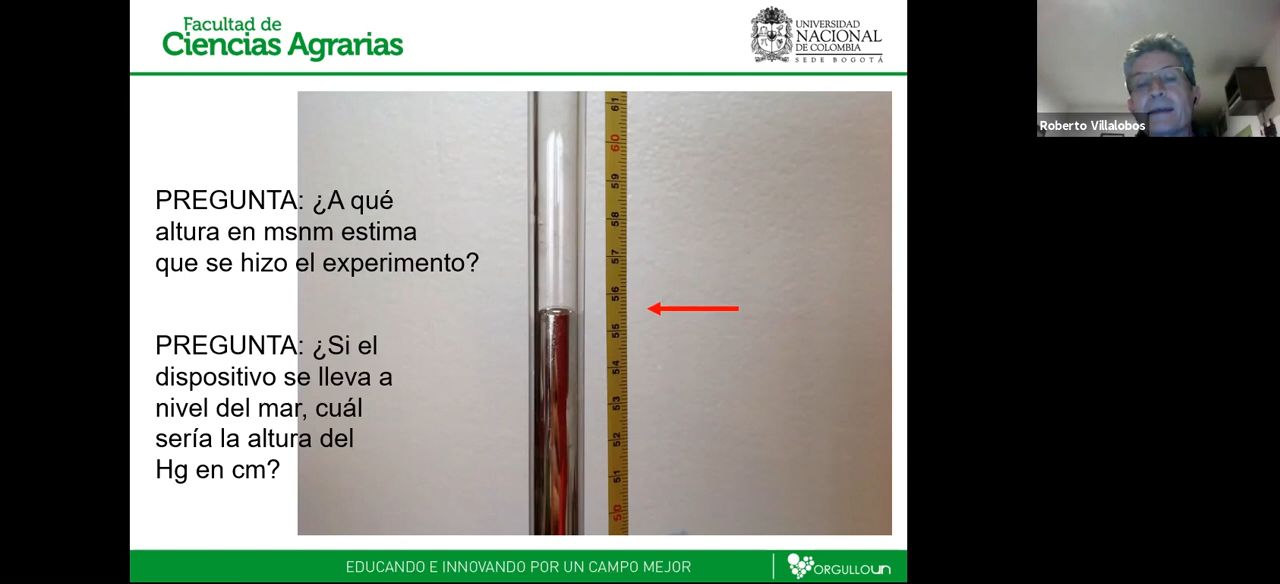 Facultad de
Ciencias Agrarias
UNIVERSIDAD
NACIONAL
DE COLOMBIA
SEDE BOGOTÁ
Roberto Villalobos
PREGUNTA: ¿A qué
altura en msnm estima
que se hizo el experimento?
PREGUNTA: ¿Si el
dispositivo se lleva a
nivel del mar, cuál
sería la altura del
Hg en cm?
61
60
59
58
57
56
55
54
53
52
51
50
EDUCANDO E INNOVANDO POR UN CAMPO MEJOR
ORGULLOUN